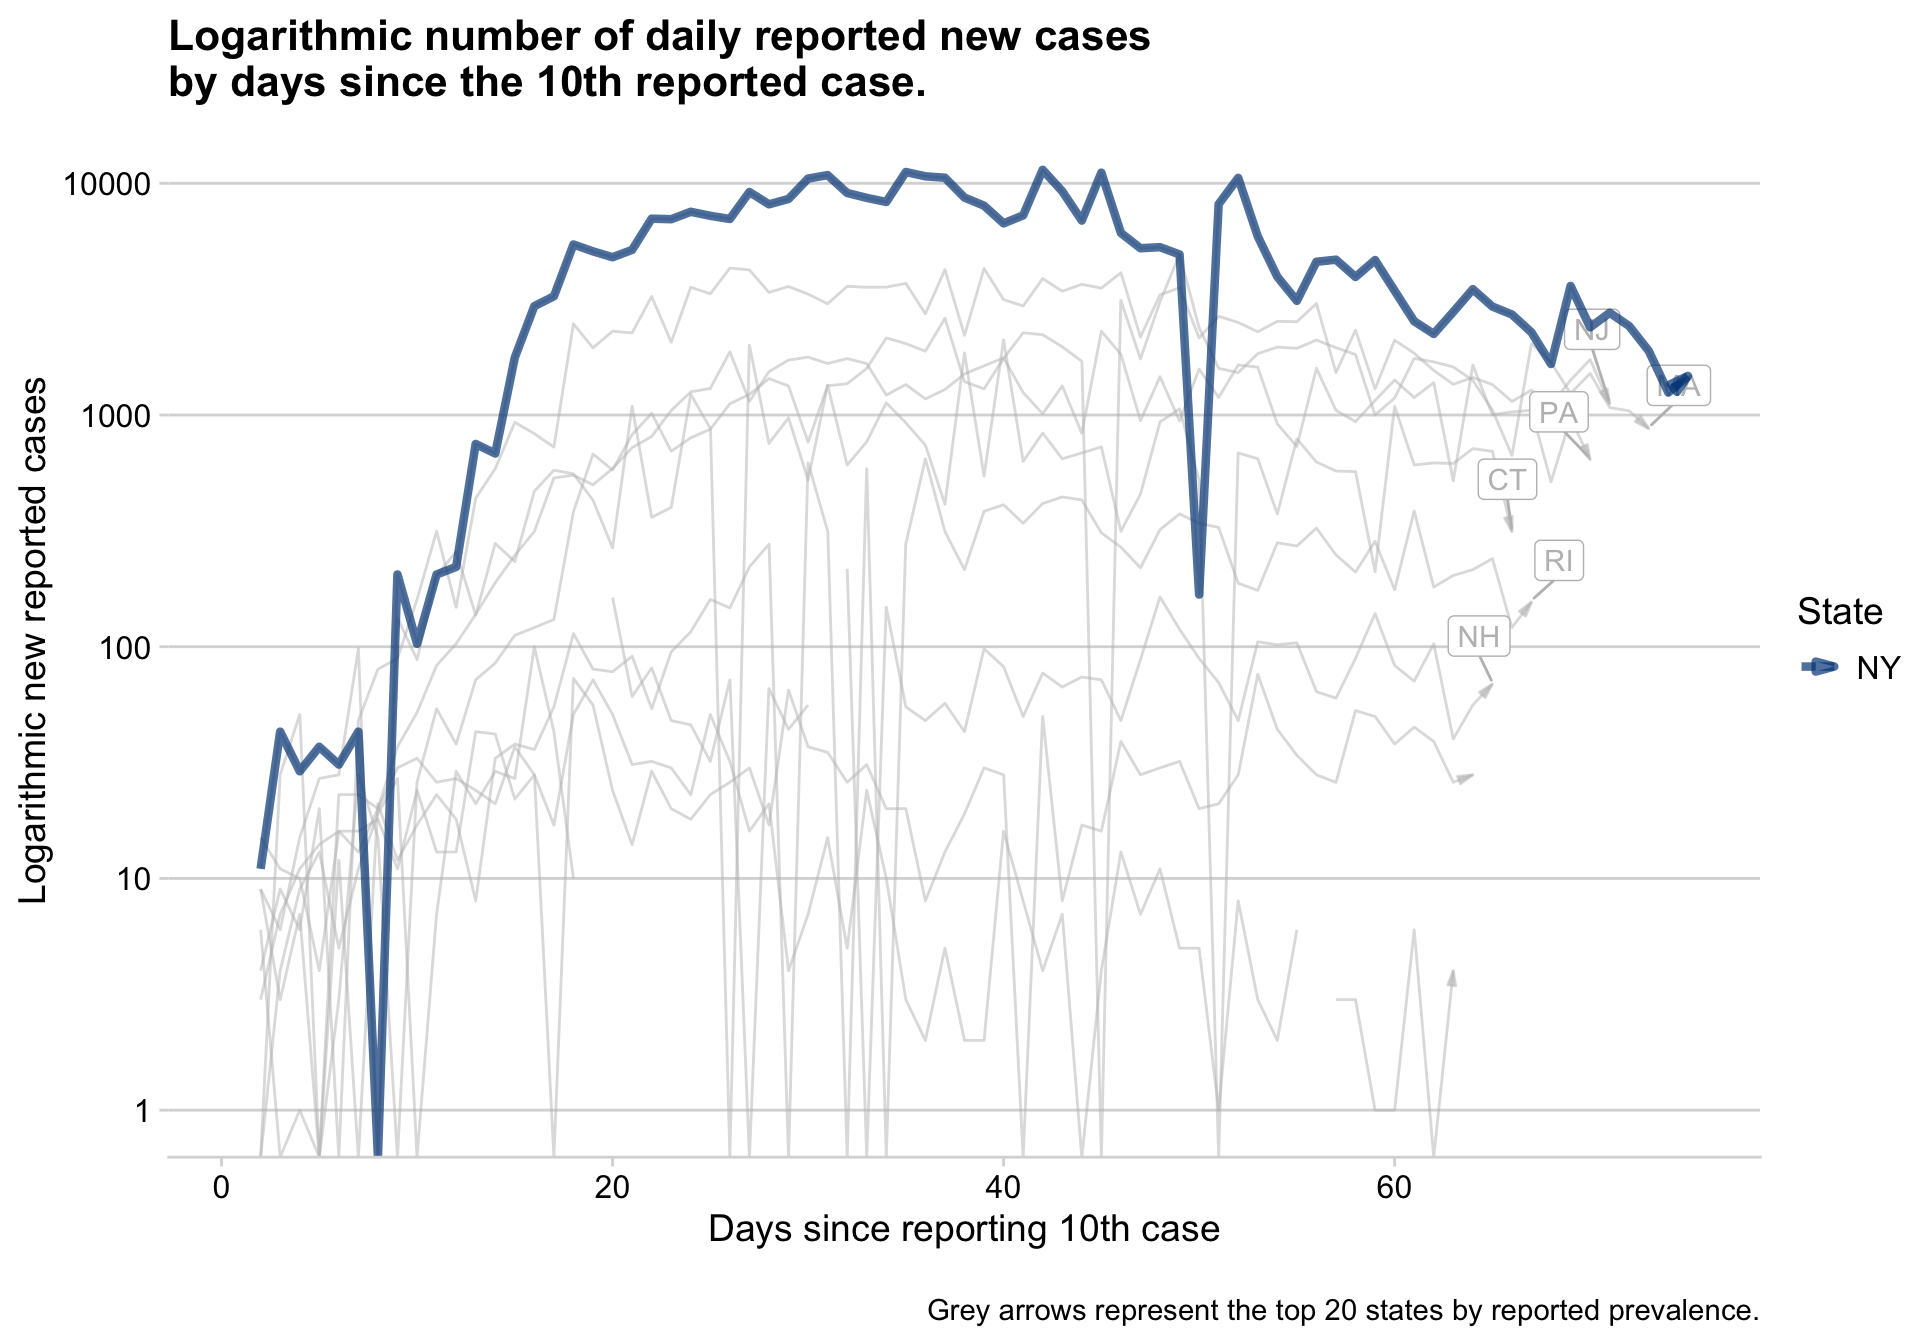 Logarithmic number of daily reported new cases
by days since the 10th reported case.
Logarithmic new reported cases
10000
1000
100
10
1
NJ
PA
CT
RI
NH
State
NY
0
20
40
60
Days since reporting 10th case
Grey arrows represent the top 20 states by reported prevalence.